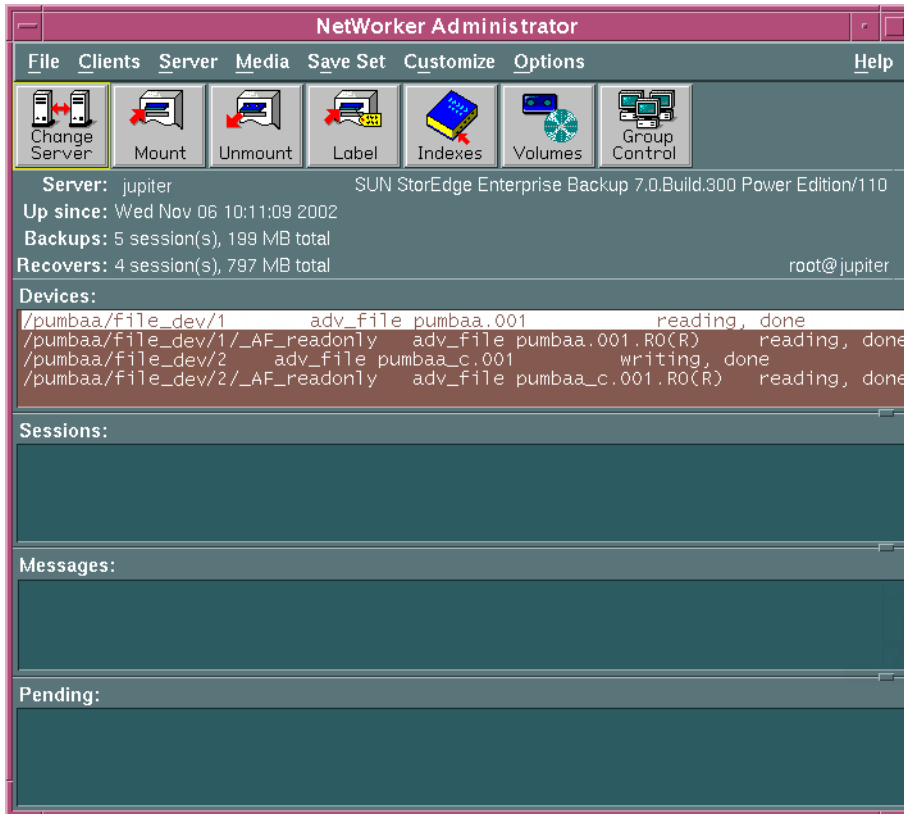 NetWorker Administrator
File Clients Server Media Save Set Customize Options Help
Change Server Mount Unmount Label Indexes Volumes Group Control
Server: jupiter SUN StorEdge Enterprise Backup 7.0.Build.300 Power Edition/110
Up since: Wed Nov 06 10:11:09 2002
Backups: 5 session(s), 199 MB total
Recovers: 4 session(s), 797 MB total root@jupiter
Devices:
/pumbaa/file_dev/1 adv_file pumbaa.001 reading, done
/pumbaa/file_dev/1/_AF_readonly adv_file pumbaa.001.RO(R) reading, done
/pumbaa/file_dev/2 adv_file pumbaa_c.001 writing, done
/pumbaa/file_dev/2/_AF_readonly adv_file pumbaa_c.001.RO(R) reading, done
Sessions:
Messages:
Pending: